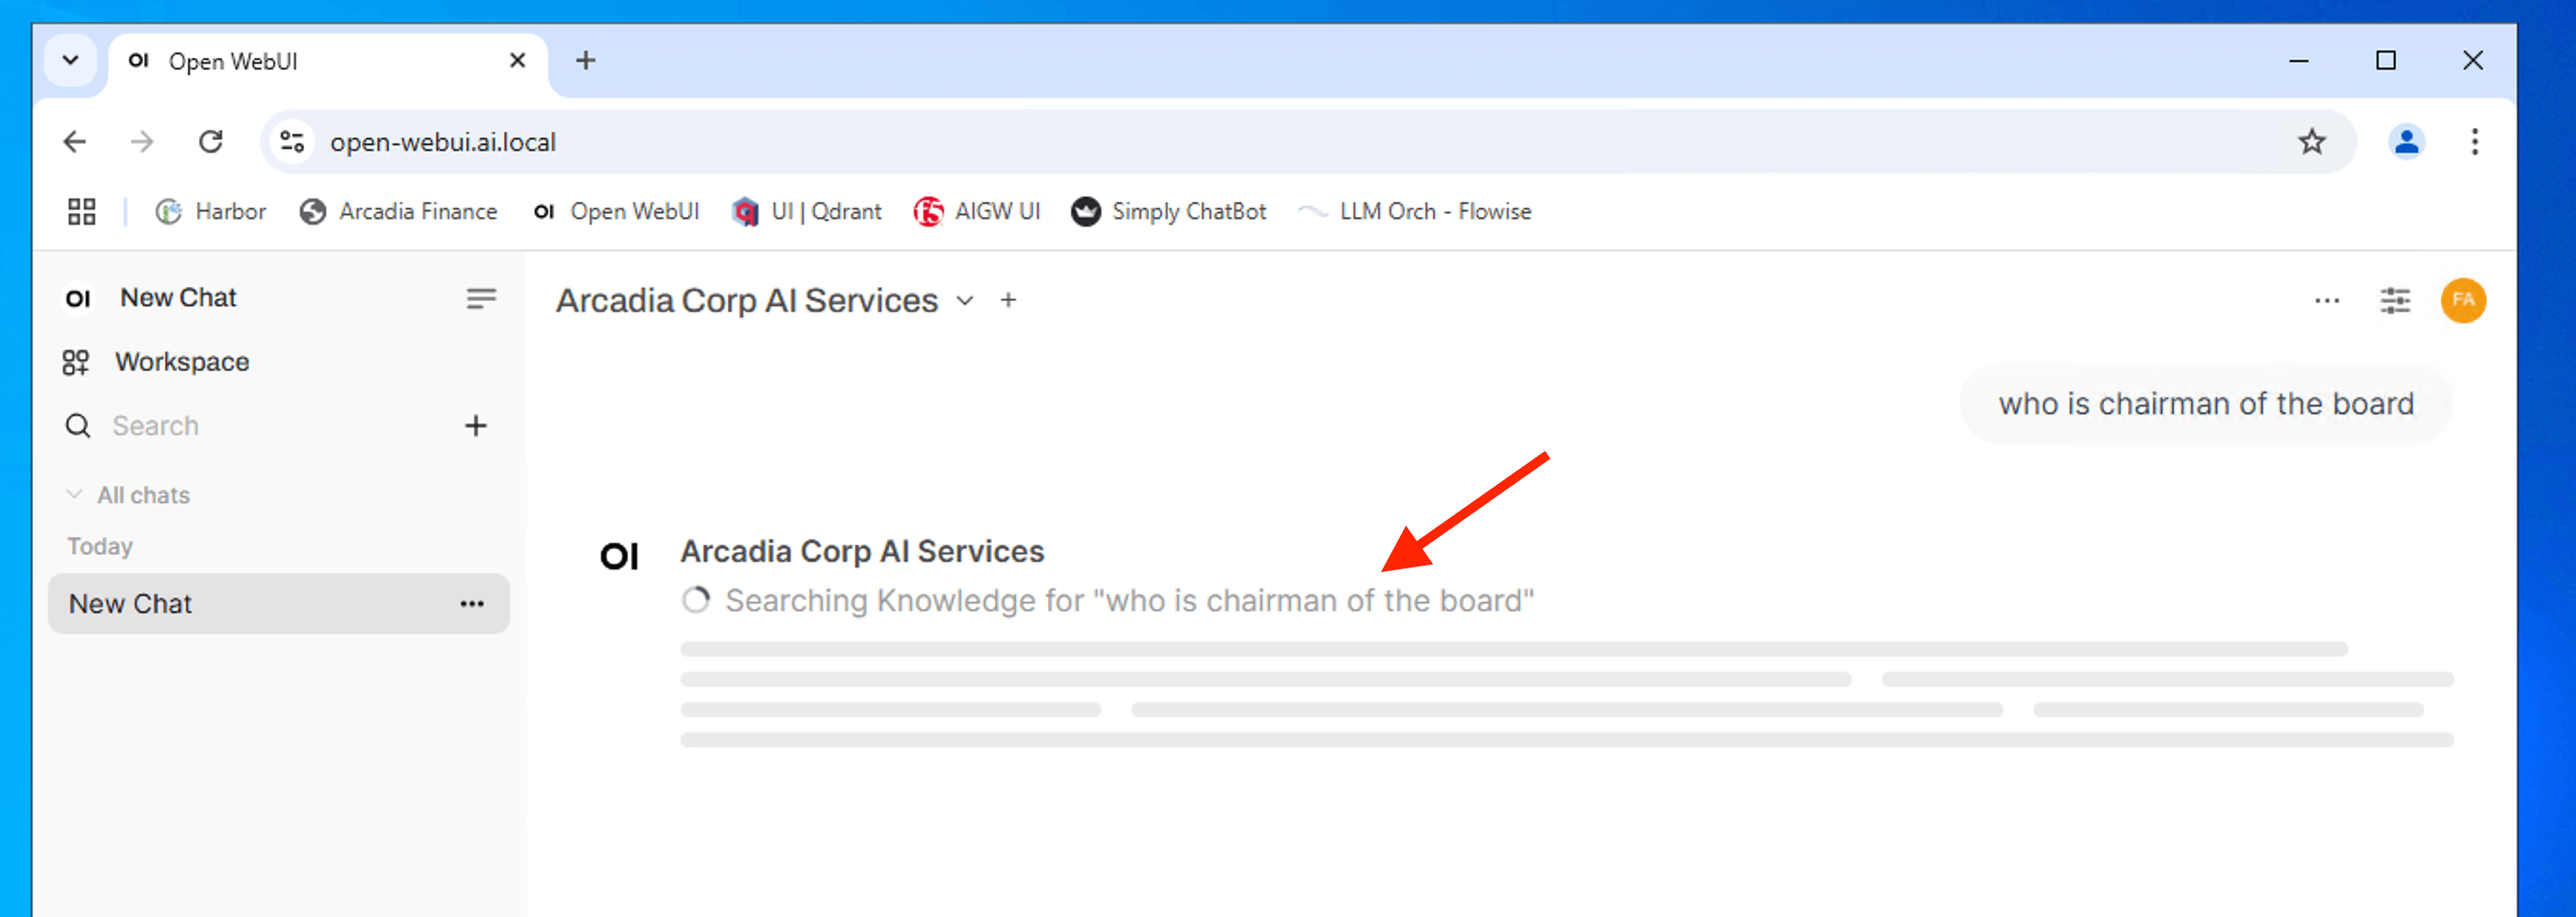 OI Open WebUI
open-webui.ai.local
Harbor Arcadia Finance OI Open WebUI UI | Qdrant f5 AIGW UI Simply ChatBot LLM Orch - Flowise
OI New Chat
Workspace
Search
All chats
Today
New Chat
Arcadia Corp AI Services
FA
who is chairman of the board
OI Arcadia Corp AI Services
Searching Knowledge for "who is chairman of the board"